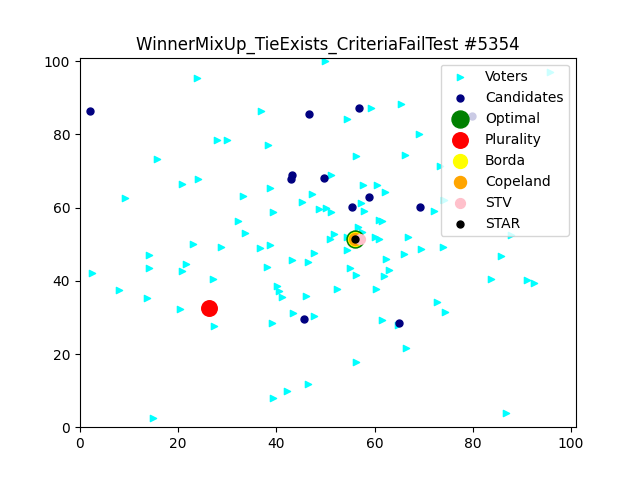 WinnerMixUp_TieExists_CriteriaFailTest #5354
100
80
60
40
20
0
0 20 40 60 80 100
Voters
Candidates
Optimal
Plurality
Borda
Copeland
STV
STAR